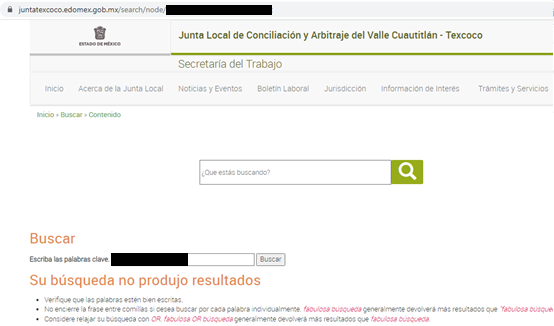 juntatexcoco.edomex.gob.mx/search/node/
ESTADO DE MÉXICO
Junta Local de Conciliación y Arbitraje del Valle Cuautitlán - Texcoco
Secretaría del Trabajo
Inicio Acerca de la Junta Local Noticias y Eventos Boletín Laboral Jurisdicción Información de Interés Trámites y Servicios
Inicio » Buscar » Contenido
¿Que estás buscando?
Buscar
Escriba las palabras clave. Buscar
Su búsqueda no produjo resultados
Verifique que las palabras estén bien escritas.
No encierre la frase entre comillas si desea buscar por cada palabra individualmente. fabulosa busqueda generalmente devolverá más resultados que "fabulosa busqued
Considere relajar su búsqueda con OR. fabulosa OR búsqueda generalmente devolverá más resultados que fabulosa busqueda.